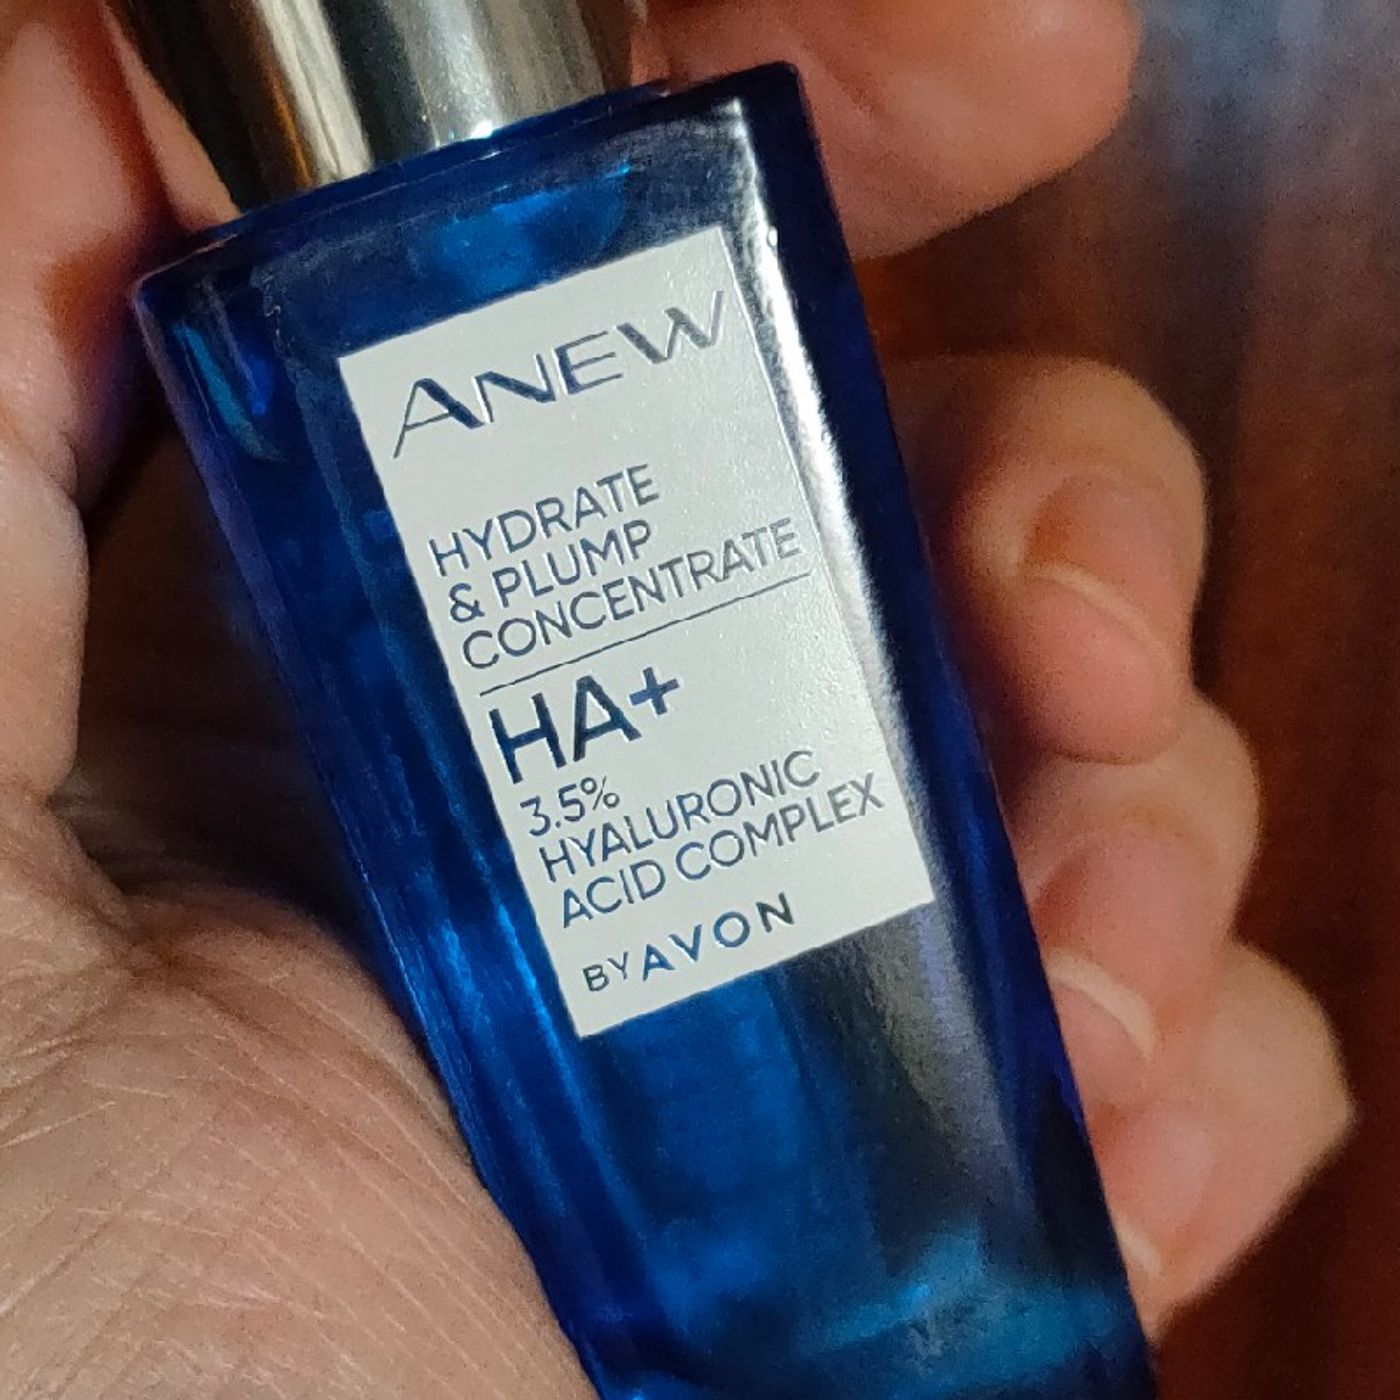 ANEW
HYDRATE
& PLUMP
CONCENTRATE
HA+
3.5%
HYALURONIC
ACID COMPLEX
BY AVON